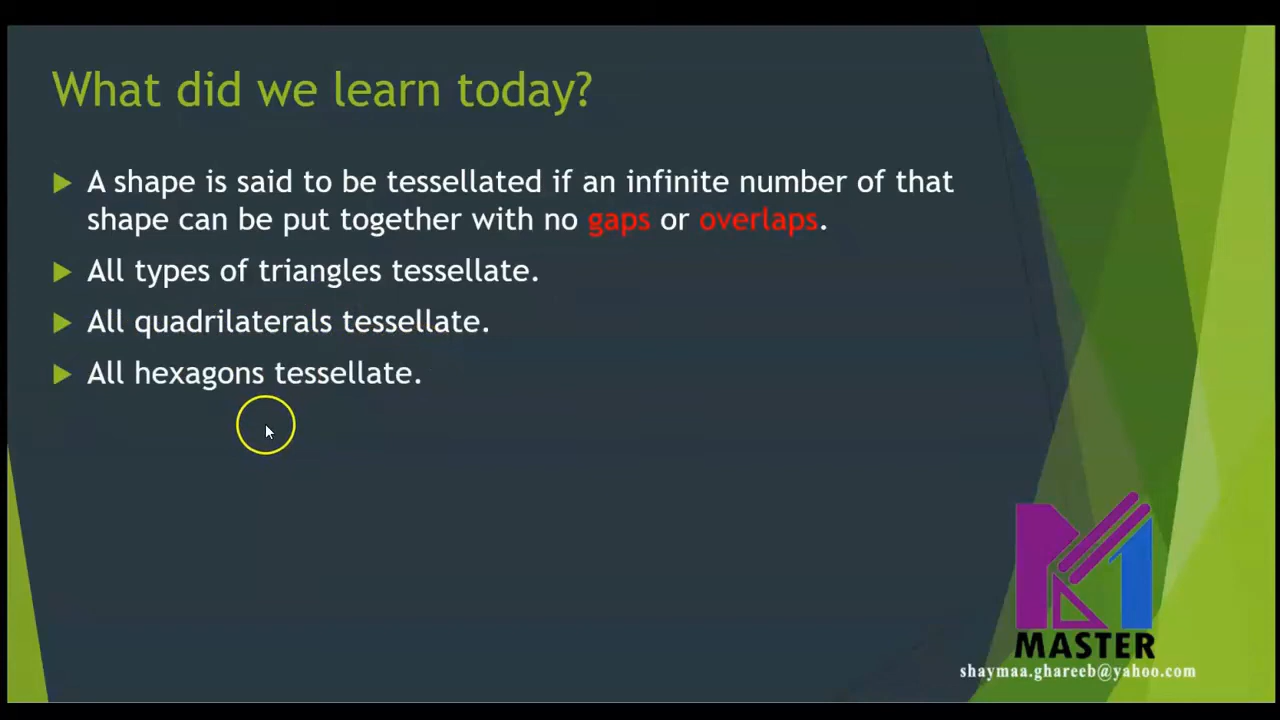 What did we learn today?
A shape is said to be tessellated if an infinite number of that
shape can be put together with no gaps or overlaps.
All types of triangles tessellate.
All quadrilaterals tessellate.
All hexagons tessellate.
M1
MASTER
shaymaa.ghareeb@yahoo.com